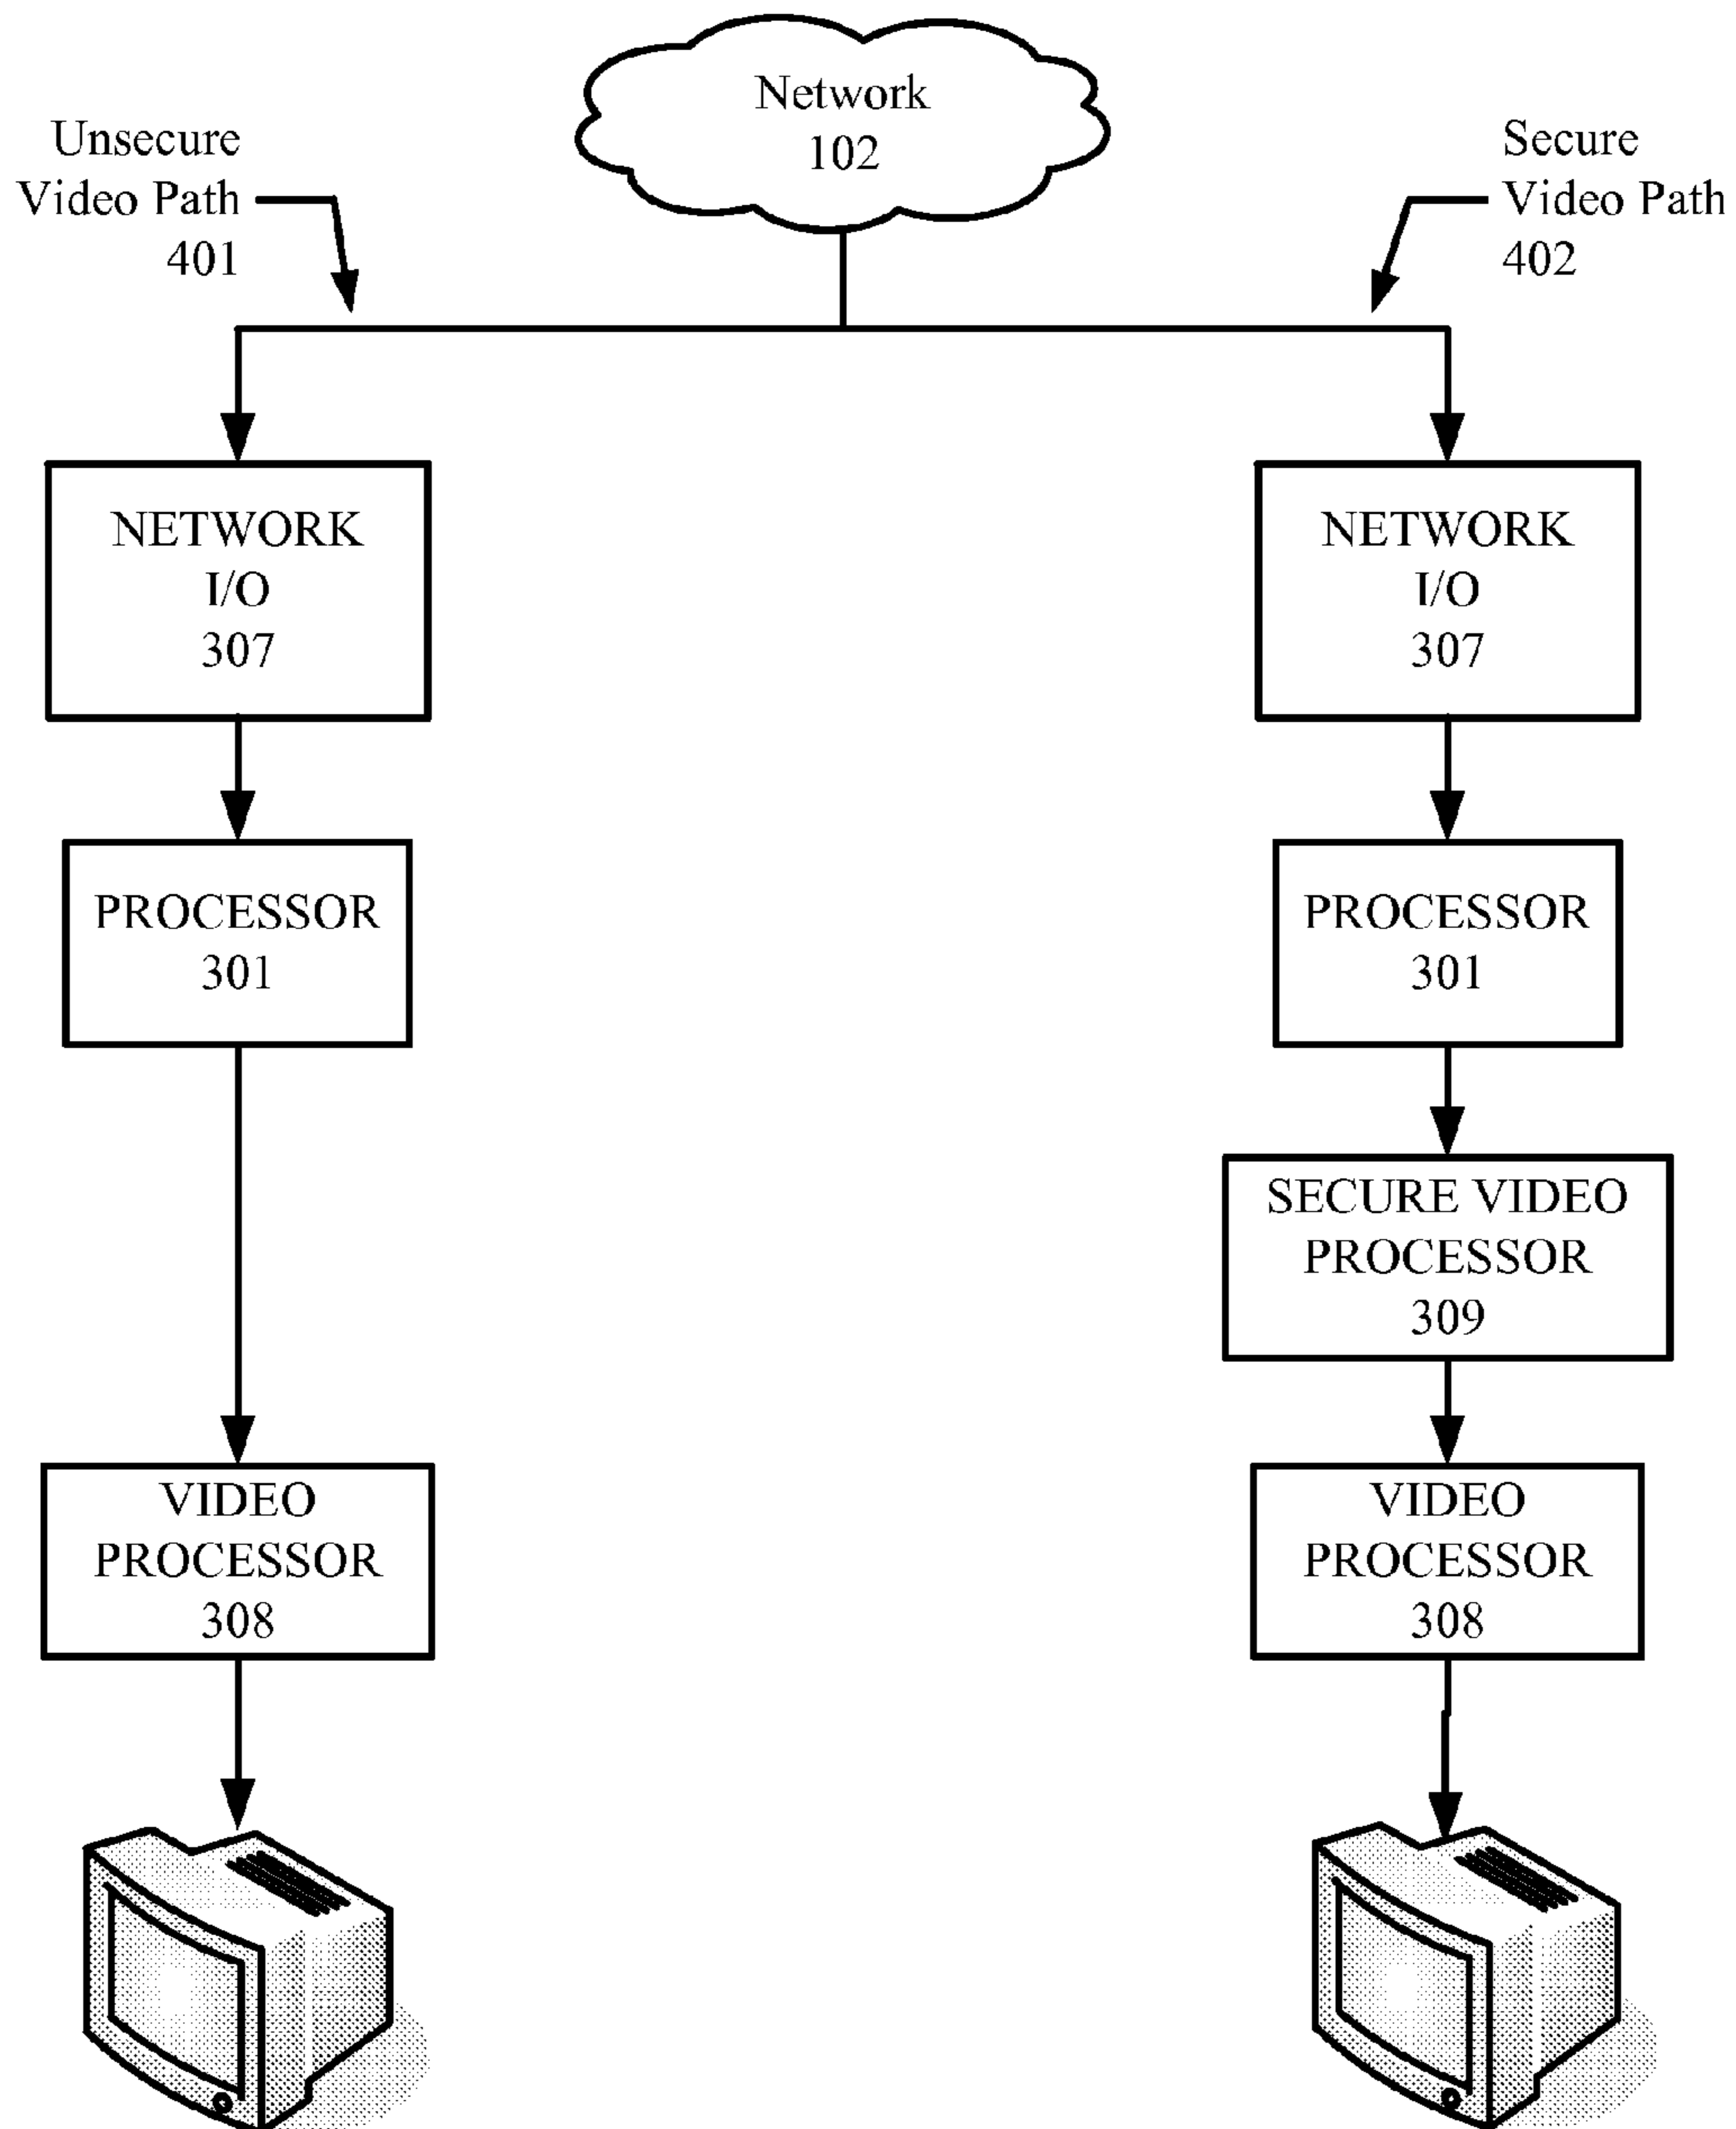 Network
102
Unsecure
Video Path
401
Secure
Video Path
402
NETWORK
I/O
307
NETWORK
I/O
307
PROCESSOR
301
PROCESSOR
301
SECURE VIDEO
PROCESSOR
309
VIDEO
PROCESSOR
308
VIDEO
PROCESSOR
308